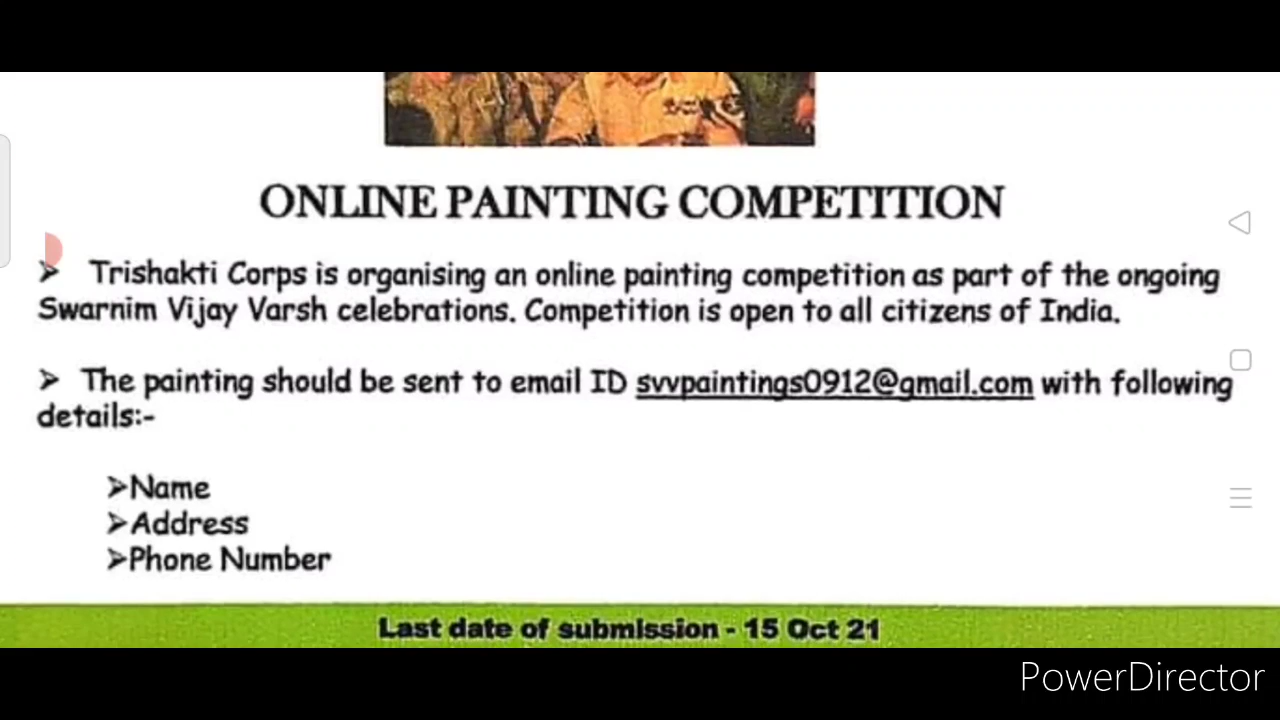 ONLINE PAINTING COMPETITION
➢ Trishakti Corps is organising an online painting competition as part of the ongoing
Swarnim Vijay Varsh celebrations. Competition is open to all citizens of India.
➢ The painting should be sent to email ID svvpaintings0912@gmail.com with following
details:-
➢Name
➢Address
➢Phone Number
Last date of submission - 15 Oct 21
PowerDirector